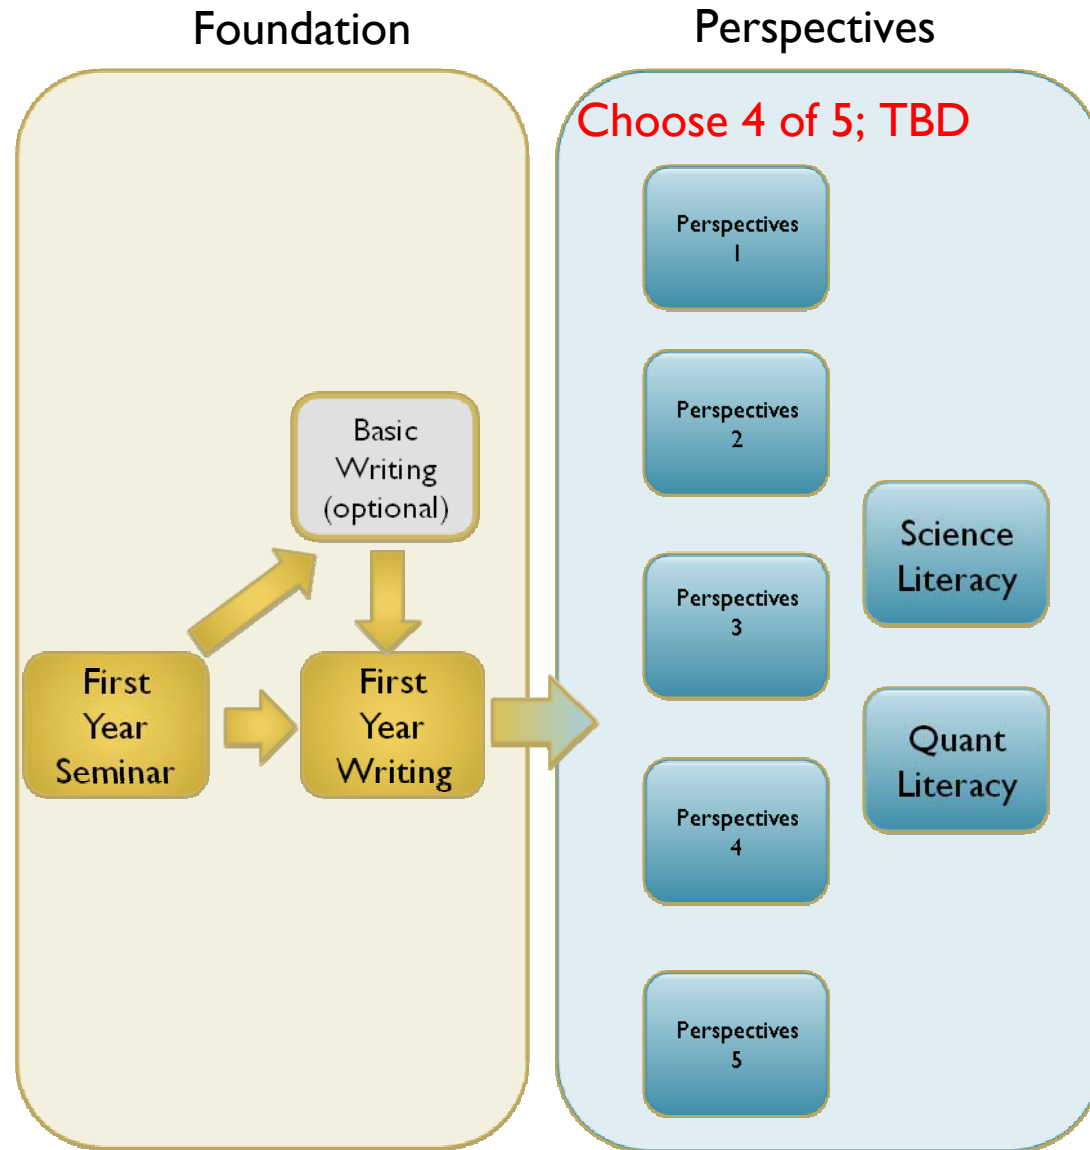 Foundation
Perspectives
Choose 4 of 5; TBD
Perspectives
1
Perspectives
2
Basic
Writing
(optional)
Science
Literacy
Perspectives
3
First
Year
Seminar
First
Year
Writing
Quant
Literacy
Perspectives
4
Perspectives
5